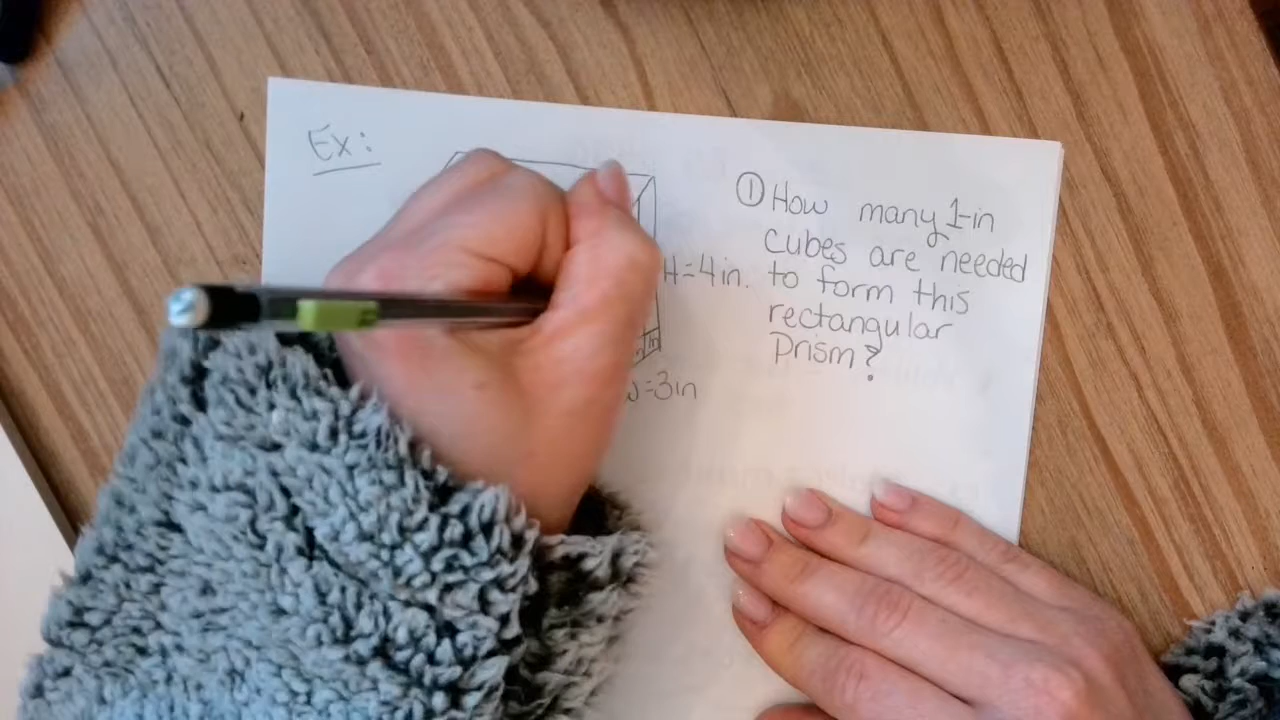 Ex:
① How many 1-in
cubes are needed
to form this
rectangular
Prism?
H=4in.
=3in